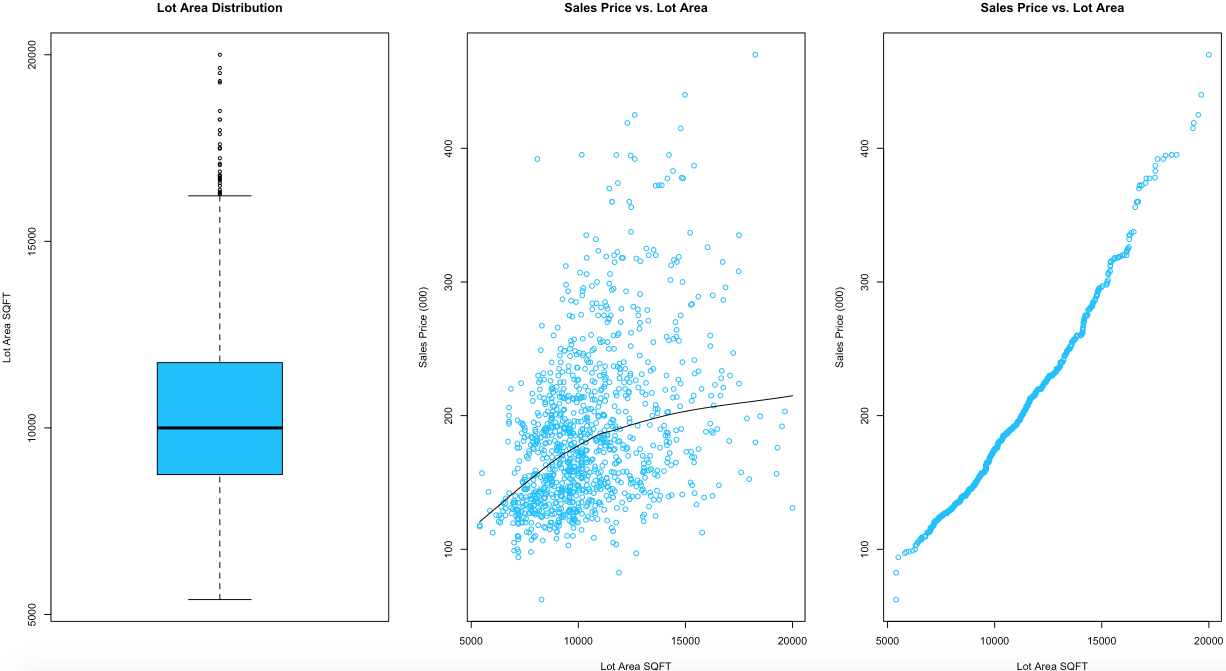 Lot Area Distribution
Lot Area SQFT
20000
15000
10000
5000
Sales Price vs. Lot Area
Sales Price (000)
400
300
200
100
5000 10000 15000 20000
Lot Area SQFT
Sales Price vs. Lot Area
Sales Price (000)
400
300
200
100
5000 10000 15000 20000
Lot Area SQFT